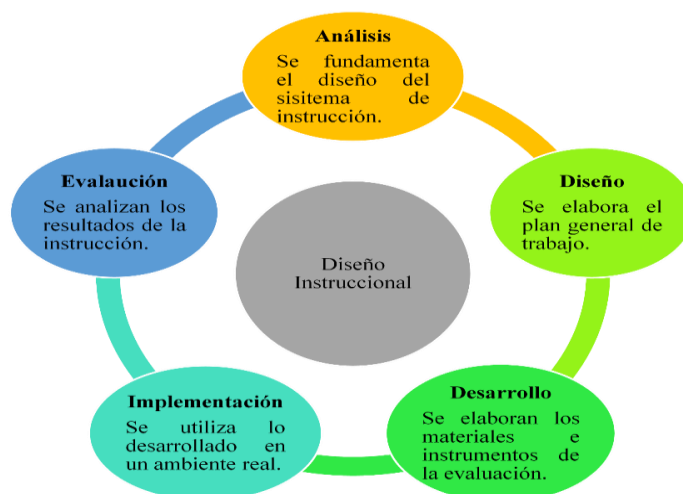 Análisis
Se fundamenta
el diseño del
sisitema de
instrucción.
Diseño
Se elabora el
plan general de
trabajo.
Desarrollo
Se elaboran los
materiales e
instrumentos de
la evaluación.
Implementación
Se utiliza lo
desarrollado en
un ambiente real.
Evalaución
Se analizan los
resultados de la
instrucción.
Diseño
Instruccional